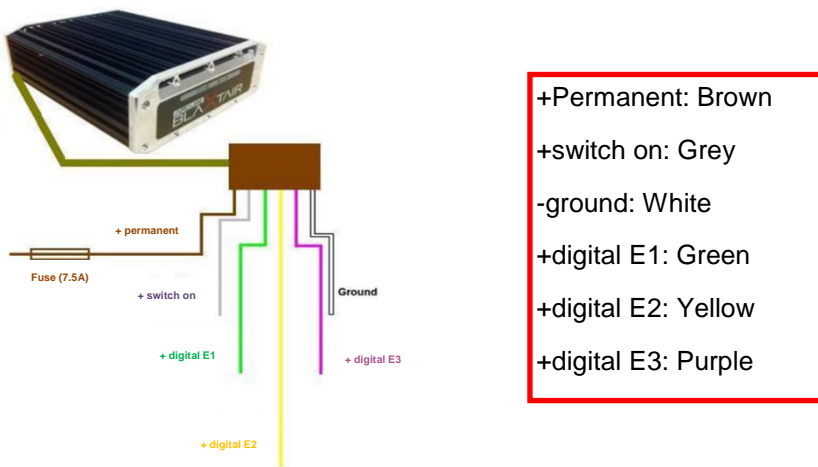 BLAXTAIR
+ permanent
Fuse (7.5A)
+ switch on
Ground
+ digital E1
+ digital E3
+ digital E2
+Permanent: Brown
+switch on: Grey
-ground: White
+digital E1: Green
+digital E2: Yellow
+digital E3: Purple